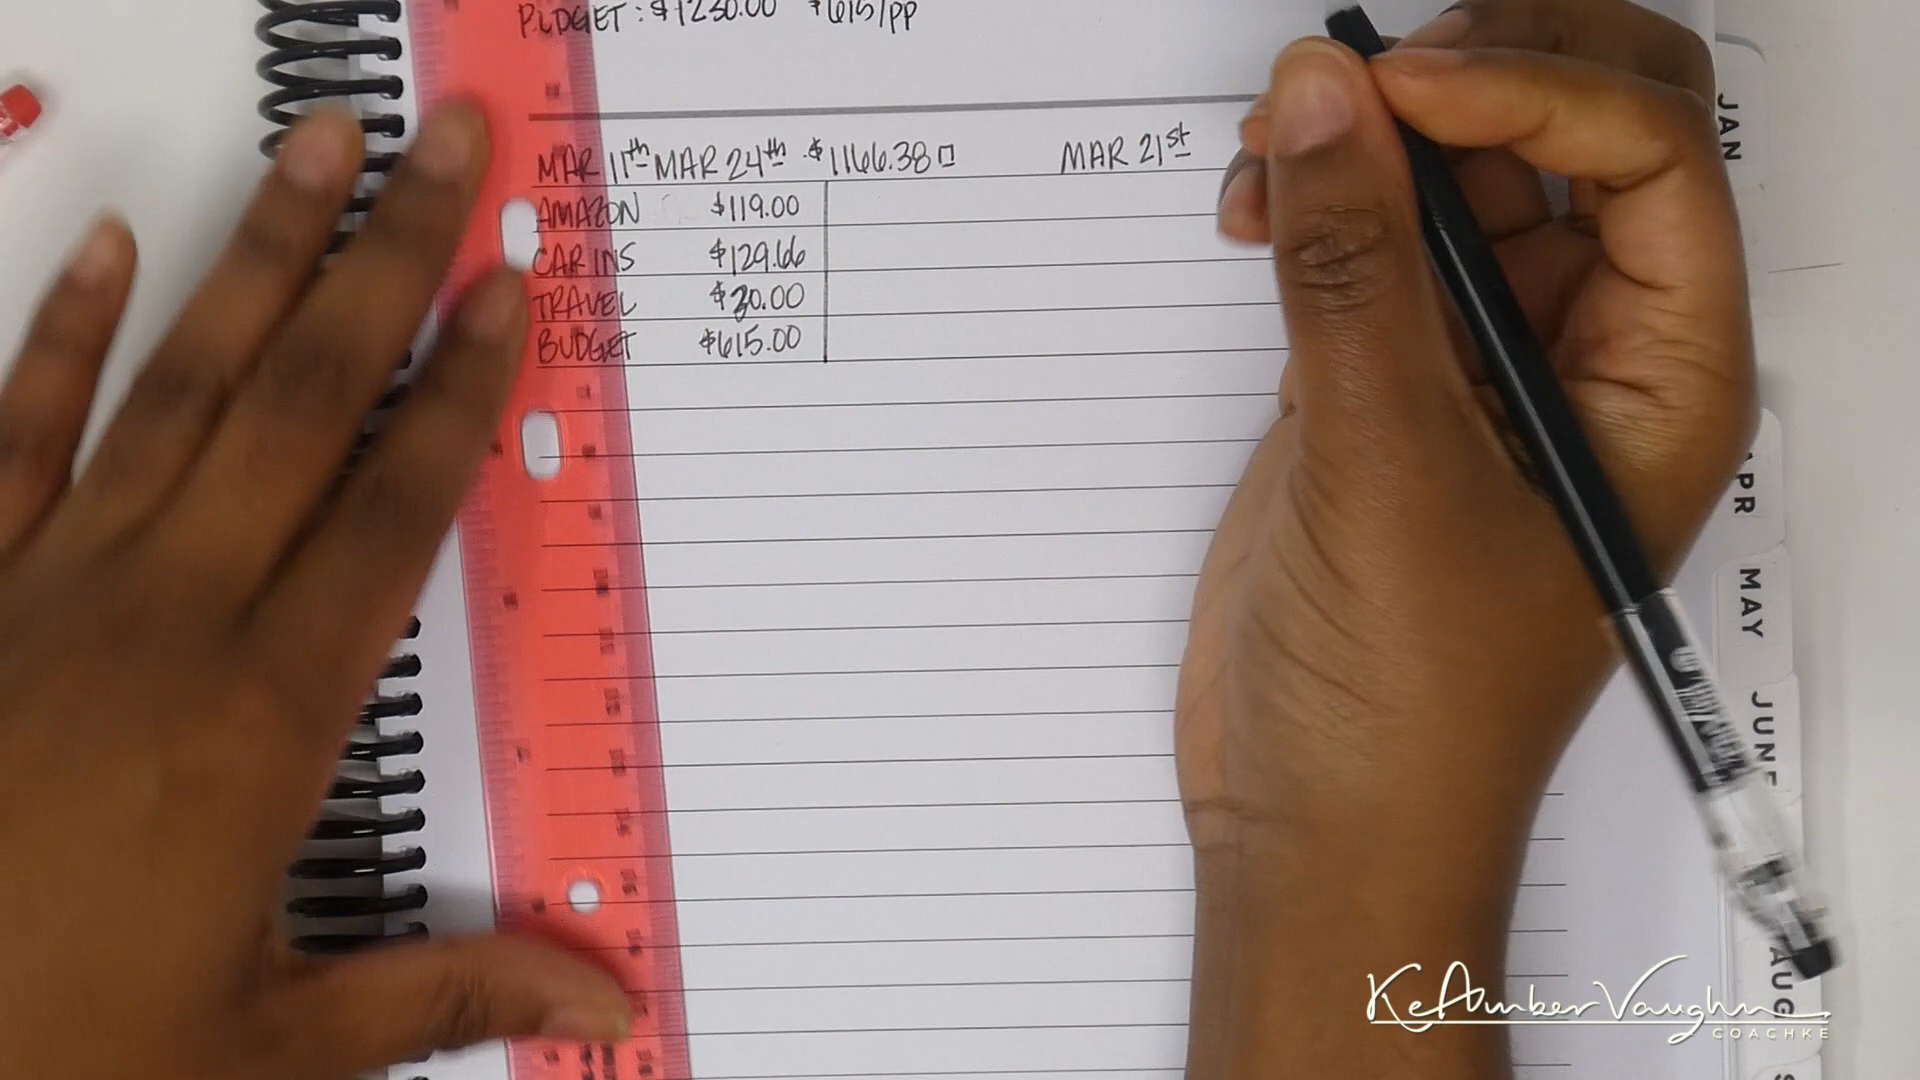 BUDGET: $1230.00 $615/PP
MAR 11th MAR 24th $1166.38 MAR 21st
AMAZON $119.00
CAR INS $129.66
TRAVEL $30.00
BUDGET $615.00
JAN
APR
MAY
JUNE
AUG
KeAmber Vaughn
COACHKE